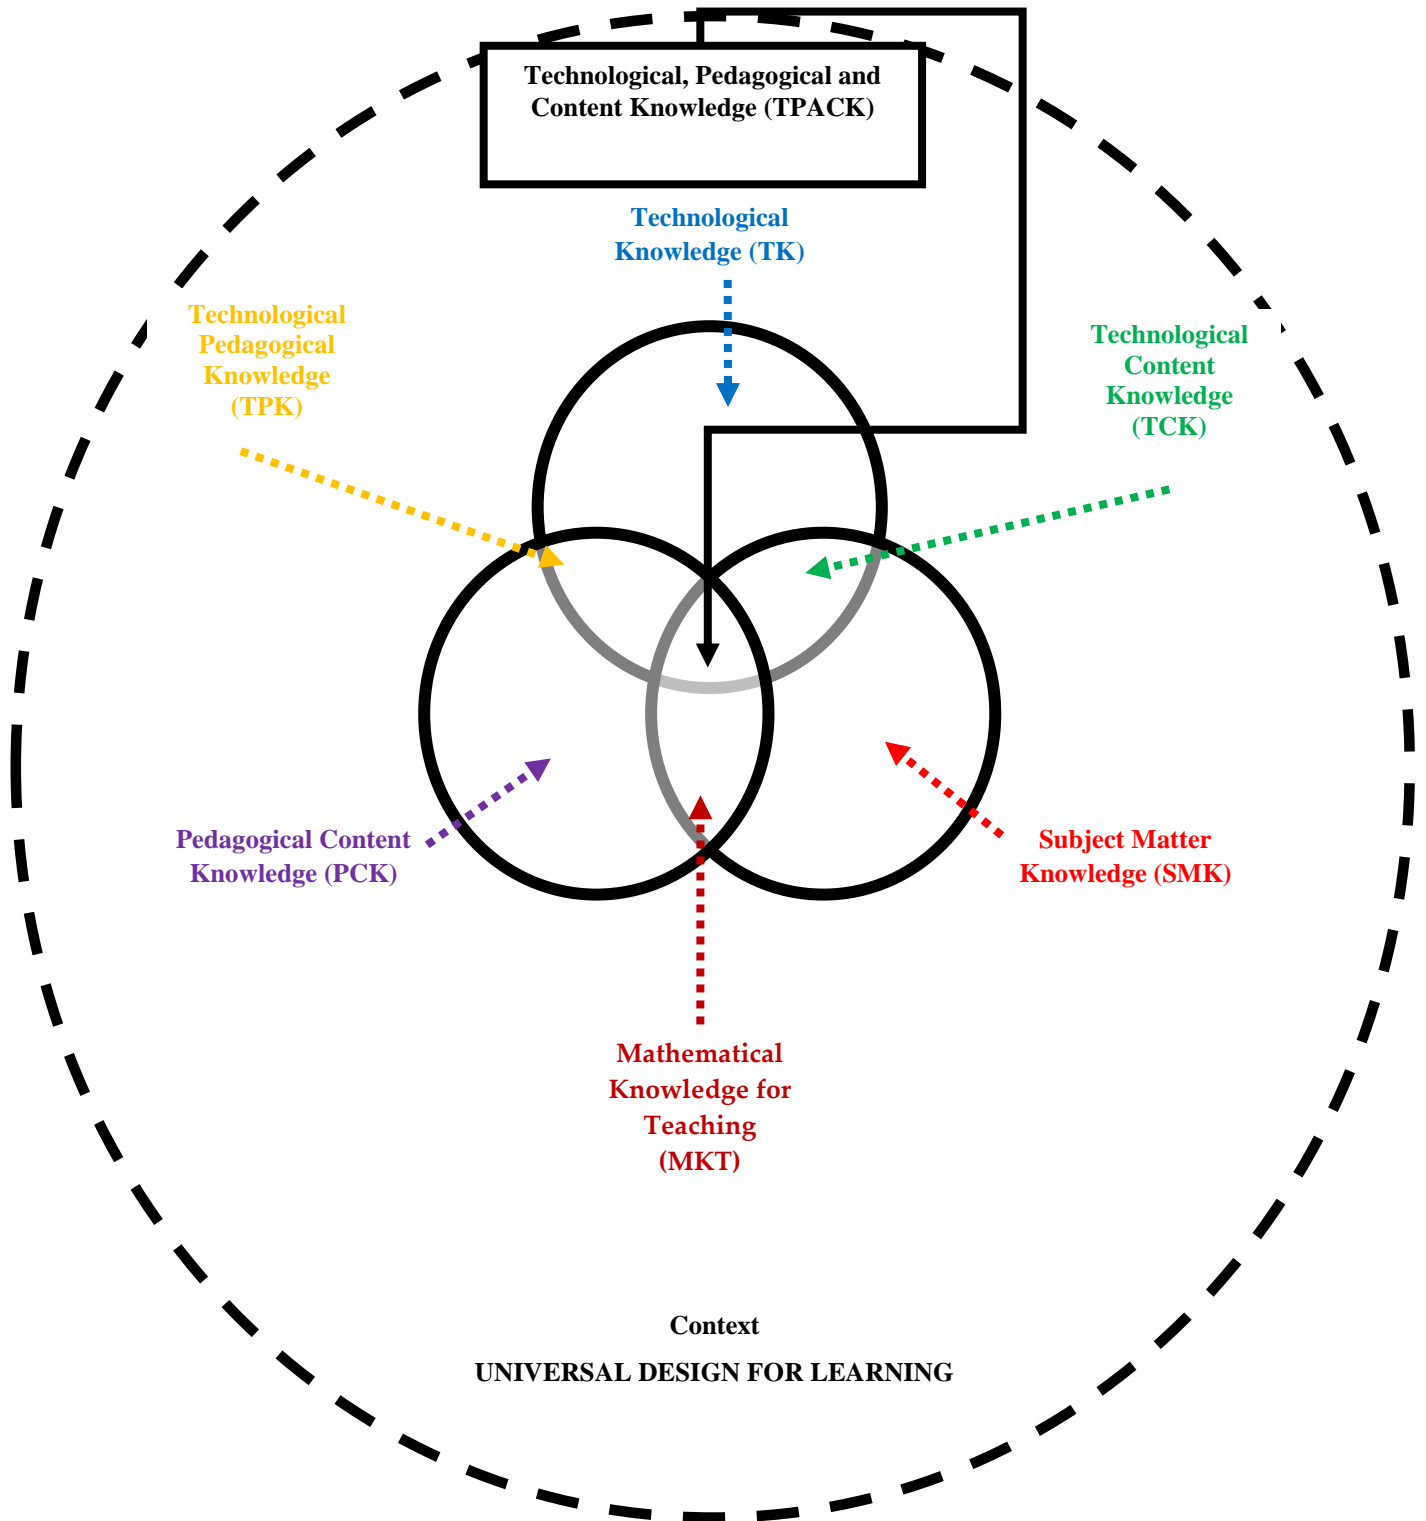 Technological, Pedagogical and
Content Knowledge (TPACK)
Technological
Knowledge (TK)
Technological
Pedagogical
Knowledge
(TPK)
Technological
Content
Knowledge
(TCK)
Pedagogical Content
Knowledge (PCK)
Subject Matter
Knowledge (SMK)
Mathematical
Knowledge for
Teaching
(MKT)
Context
UNIVERSAL DESIGN FOR LEARNING